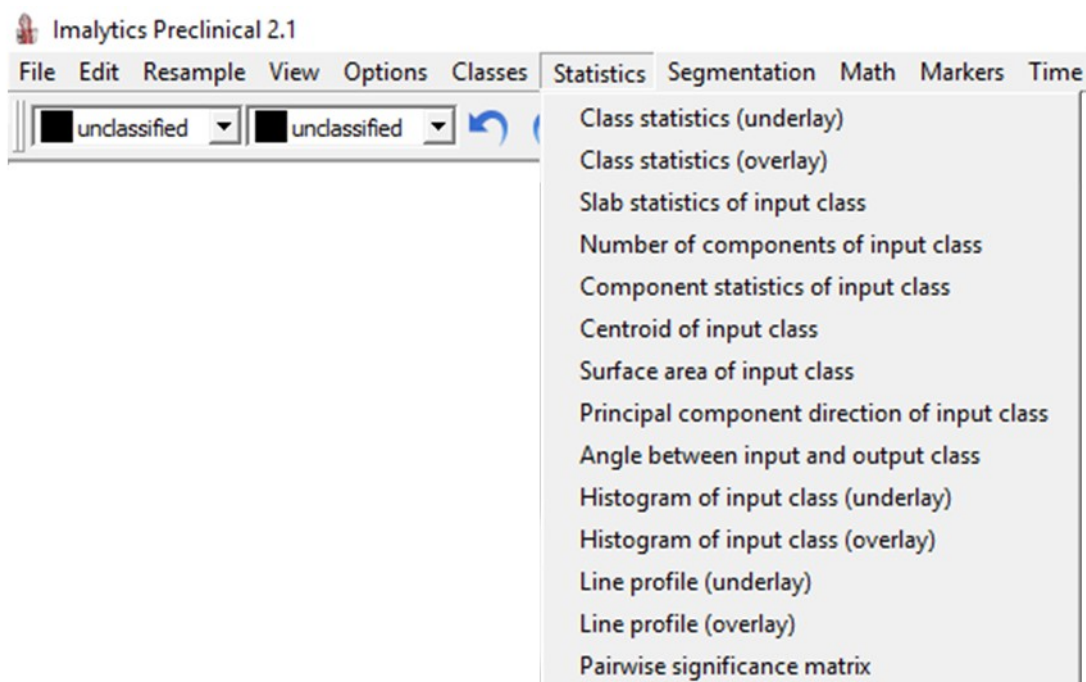 Imalytics Preclinical 2.1
File Edit Resample View Options Classes Statistics Segmentation Math Markers Time
unclassified unclassified
Class statistics (underlay)
Class statistics (overlay)
Slab statistics of input class
Number of components of input class
Component statistics of input class
Centroid of input class
Surface area of input class
Principal component direction of input class
Angle between input and output class
Histogram of input class (underlay)
Histogram of input class (overlay)
Line profile (underlay)
Line profile (overlay)
Pairwise significance matrix